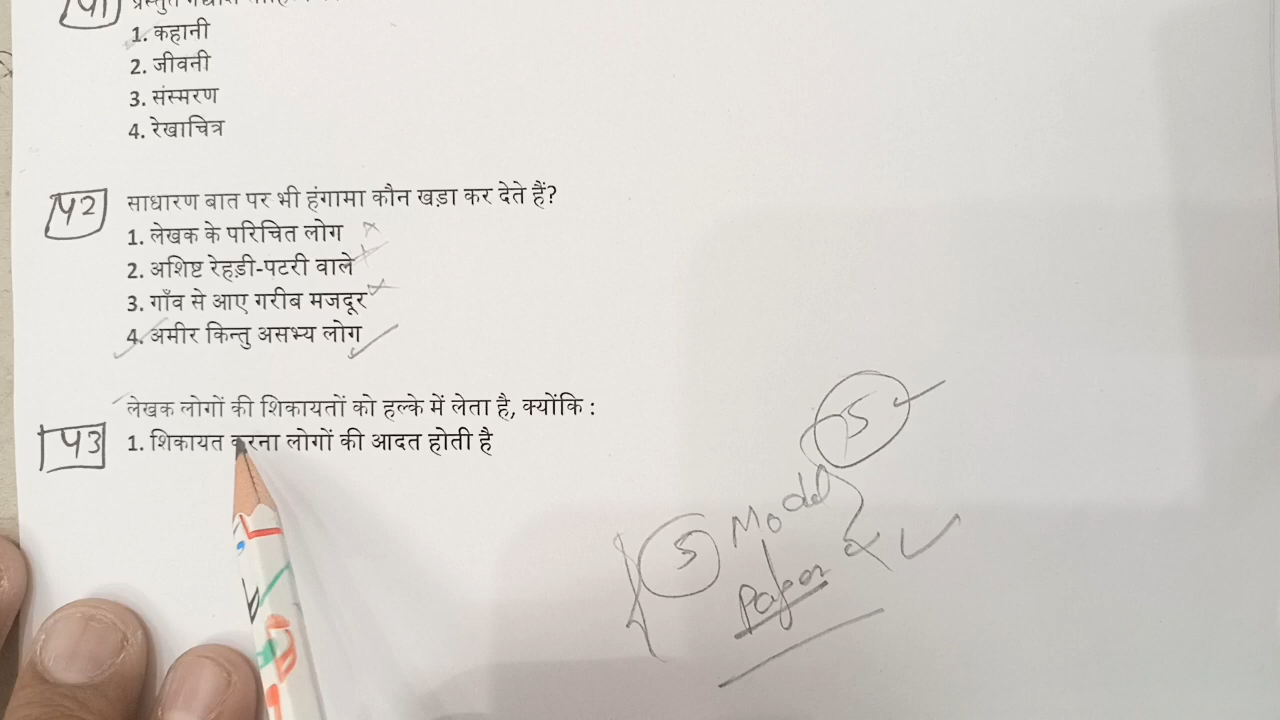 41
1. कहानी
2. जीवनी
3. संस्मरण
4. रेखाचित्र
42 साधारण बात पर भी हंगामा कौन खड़ा कर देते हैं?
1. लेखक के परिचित लोग
2. अशिष्ट रेहड़ी-पटरी वाले
3. गाँव से आए गरीब मजदूर
4. अमीर किन्तु असभ्य लोग
लेखक लोगों की शिकायतों को हल्के में लेता है, क्योंकि :
43 1. शिकायत करना लोगों की आदत होती है
5
5 Model
Paper